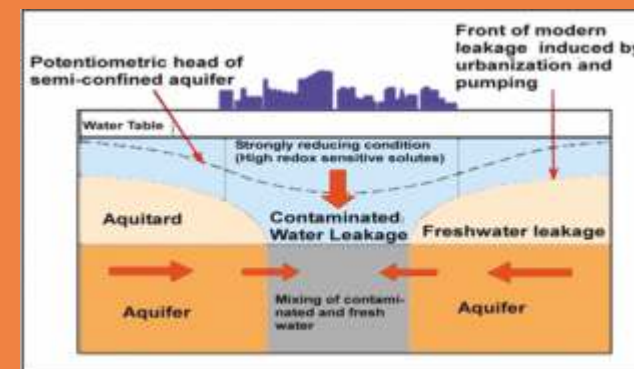 Potentiometric head of
semi-confined aquifer
Front of modern
leakage induced by
urbanization and
pumping
Water Table
Strongly reducing condition
(High redox sensitive solutes)
Aquitard
Contaminated
Water Leakage
Freshwater leakage
Aquifer
Mixing of contami-
nated and fresh
water
Aquifer